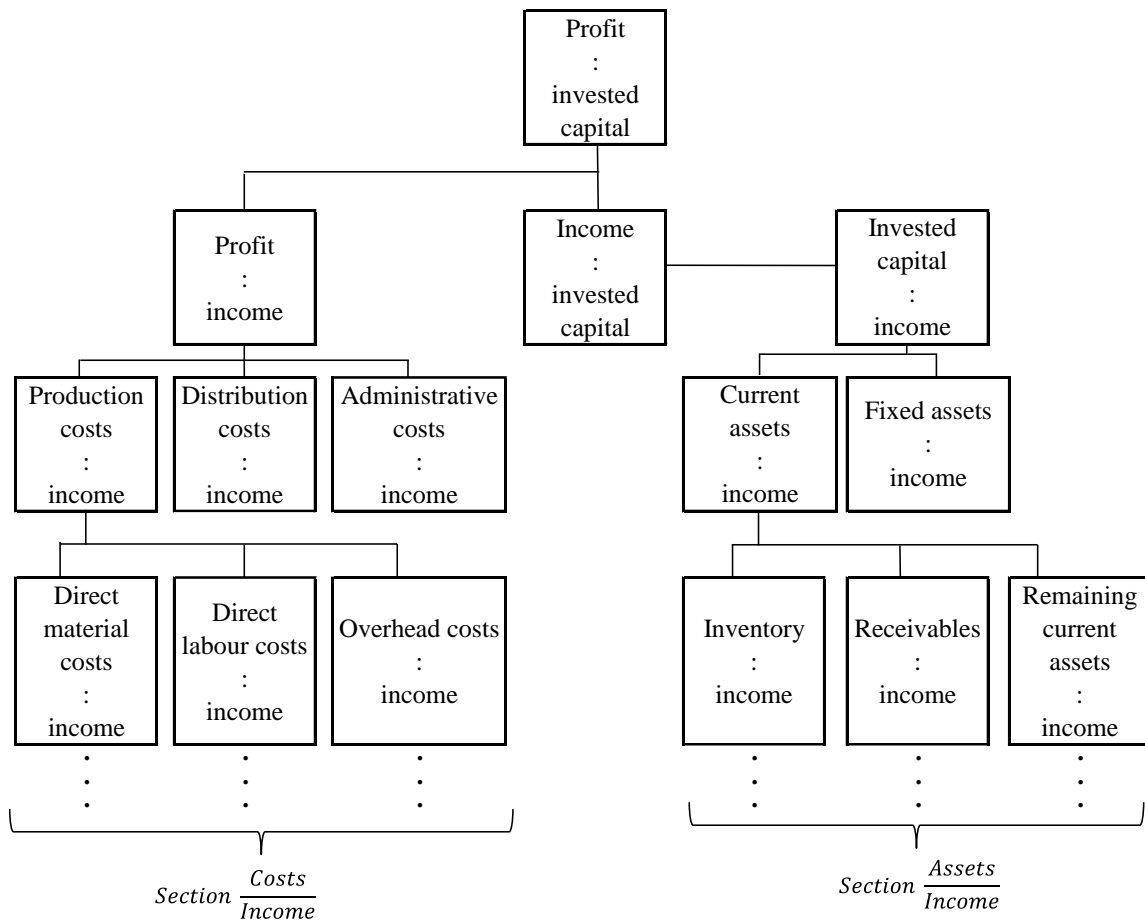 Profit
:
invested
capital
Profit
:
income
Income
:
invested
capital
Invested
capital
:
income
Production
costs
:
income
Distribution
costs
:
income
Administrative
costs
:
income
Current
assets
:
income
Fixed assets
:
income
Direct
material
costs
:
income
Direct
labour costs
:
income
Overhead costs
:
income
Inventory
:
income
Receivables
:
income
Remaining
current
assets
:
income
Section Costs/Income
Section Assets/Income